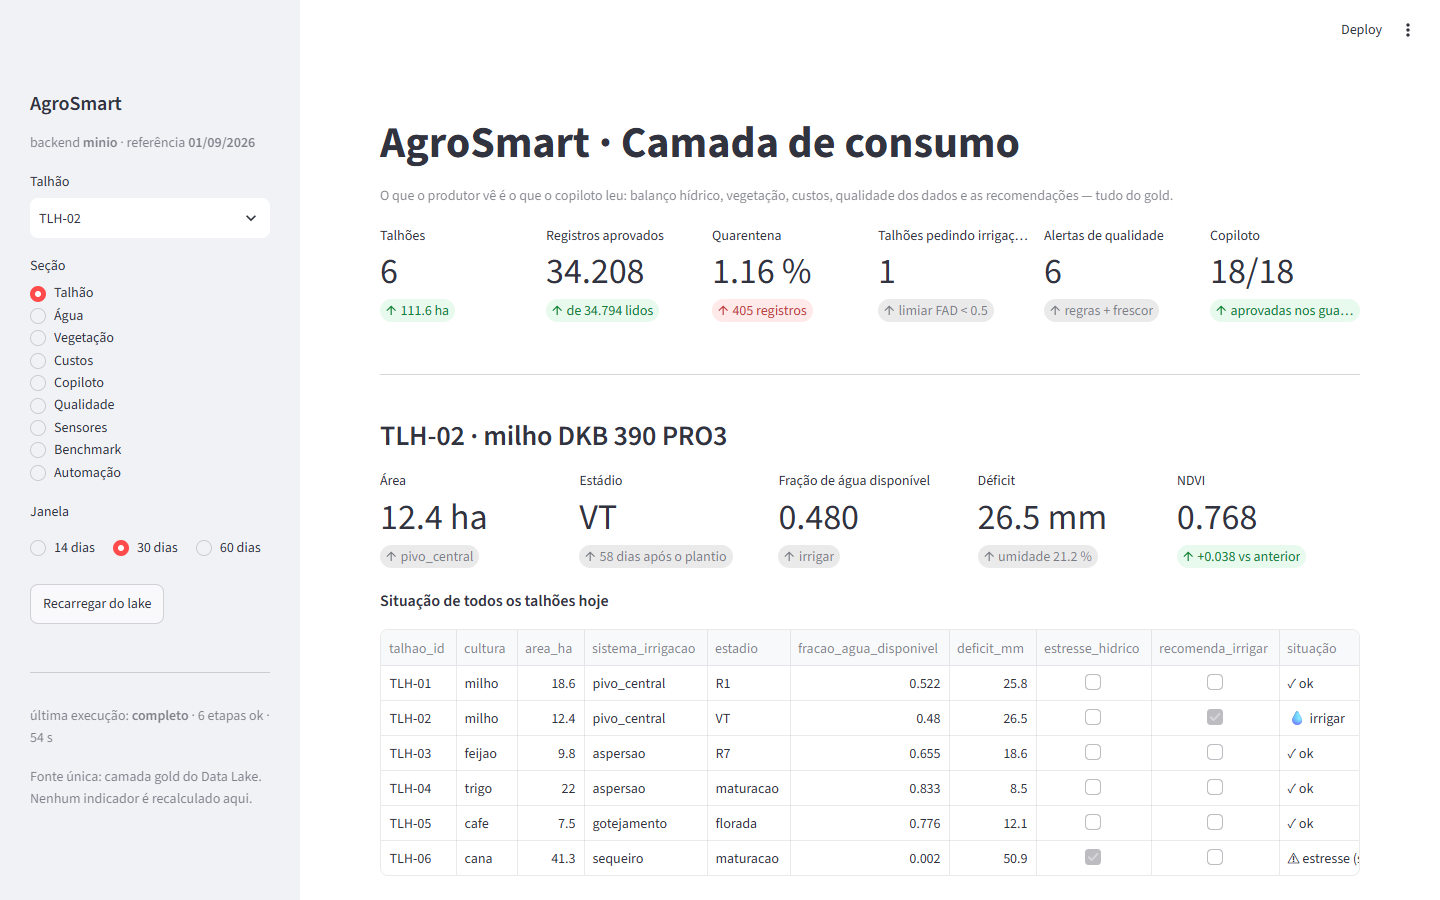 Deploy
AgroSmart
backend minio · referência 01/09/2026
Talhão
TLH-02
Seção
Talhão
Água
Vegetação
Custos
Copiloto
Qualidade
Sensores
Benchmark
Automação
Janela
14 dias 30 dias 60 dias
Recarregar do lake
última execução: completo · 6 etapas ok ·
54 s
Fonte única: camada gold do Data Lake.
Nenhum indicador é recalculado aqui.
AgroSmart · Camada de consumo
O que o produtor vê é o que o copiloto leu: balanço hídrico, vegetação, custos, qualidade dos dados e as recomendações — tudo do gold.
Talhões Registros aprovados Quarentena Talhões pedindo irrigaç… Alertas de qualidade Copiloto
6 34.208 1.16 % 1 6 18/18
↑ 111.6 ha ↑ de 34.794 lidos ↑ 405 registros ↑ limiar FAD < 0.5 ↑ regras + frescor ↑ aprovadas nos gua…
TLH-02 · milho DKB 390 PRO3
Área Estádio Fração de água disponível Déficit NDVI
12.4 ha VT 0.480 26.5 mm 0.768
↑ pivo_central ↑ 58 dias após o plantio ↑ irrigar ↑ umidade 21.2 % ↑ +0.038 vs anterior
Situação de todos os talhões hoje
talhao_id cultura area_ha sistema_irrigacao estadio fracao_agua_disponivel deficit_mm estresse_hidrico recomenda_irrigar situação
TLH-01 milho 18.6 pivo_central R1 0.522 25.8 ✓ ok
TLH-02 milho 12.4 pivo_central VT 0.48 26.5 💧 irrigar
TLH-03 feijao 9.8 aspersao R7 0.655 18.6 ✓ ok
TLH-04 trigo 22 aspersao maturacao 0.833 8.5 ✓ ok
TLH-05 cafe 7.5 gotejamento florada 0.776 12.1 ✓ ok
TLH-06 cana 41.3 sequeiro maturacao 0.002 50.9 ⚠ estresse (